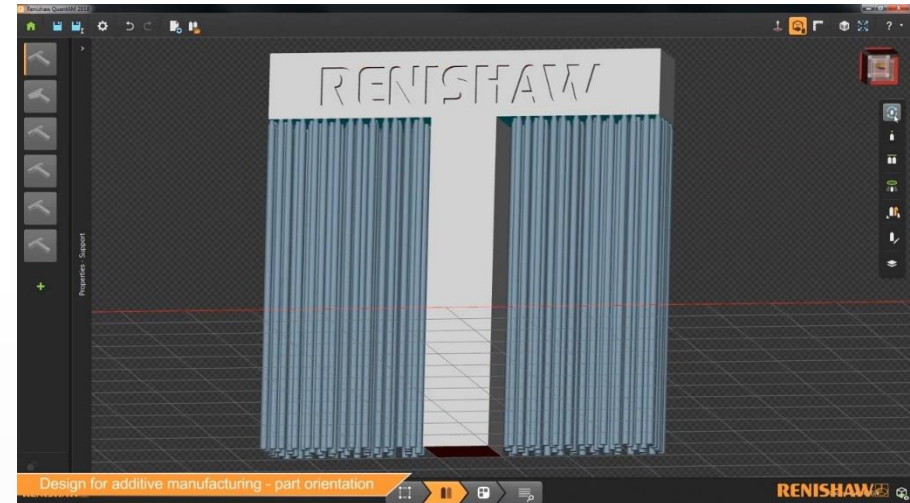 Renishaw QuantAM 2018
?
RENISHAW
Properties - Support
Design for additive manufacturing - part orientation
RENISHAW